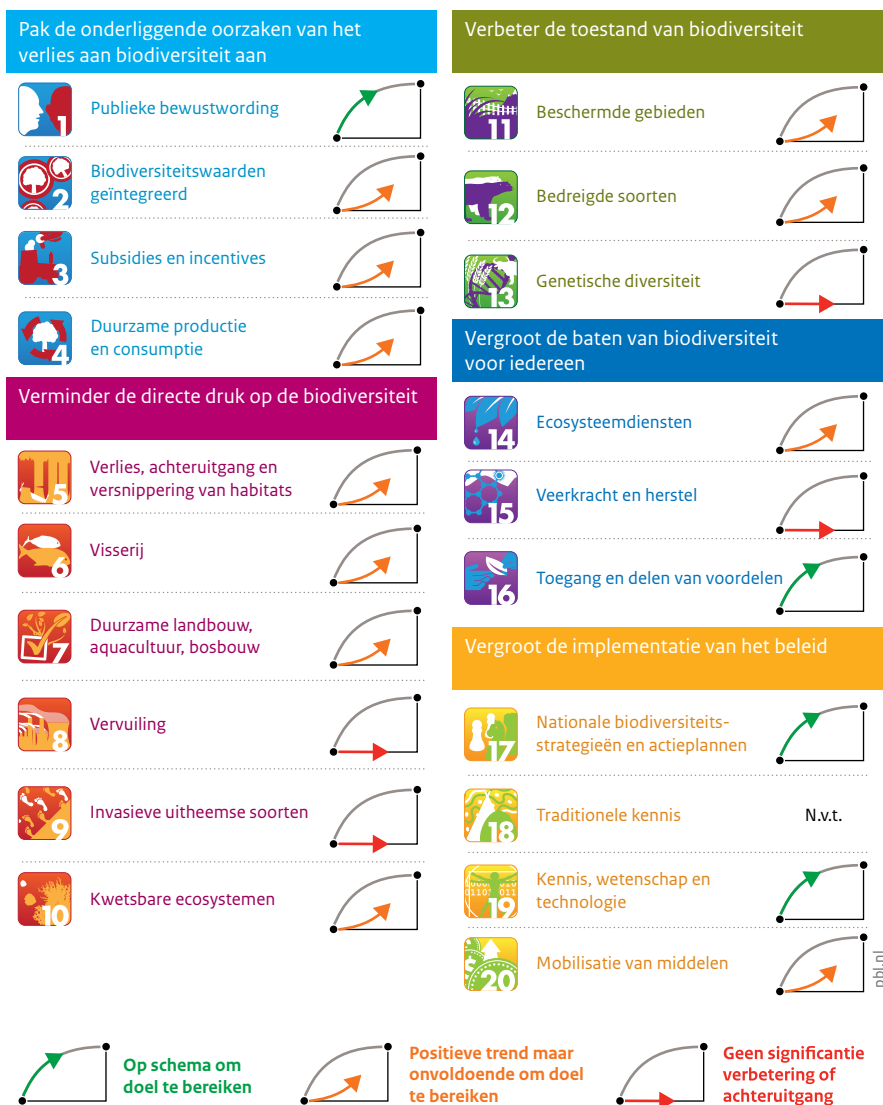 Pak de onderliggende oorzaken van het
verlies aan biodiversiteit aan
1
Publieke bewustwording
2
Biodiversiteitswaarden
geïntegreerd
3
Subsidies en incentives
4
Duurzame productie
en consumptie
Verminder de directe druk op de biodiversiteit
5
Verlies, achteruitgang en
versnippering van habitats
6
Visserij
7
Duurzame landbouw,
aquacultuur, bosbouw
8
Vervuiling
9
Invasieve uitheemse soorten
10
Kwetsbare ecosystemen
Verbeter de toestand van biodiversiteit
11
Beschermde gebieden
12
Bedreigde soorten
13
Genetische diversiteit
Vergroot de baten van biodiversiteit
voor iedereen
14
Ecosysteemdiensten
15
Veerkracht en herstel
16
Toegang en delen van voordelen
Vergroot de implementatie van het beleid
17
Nationale biodiversiteits-
strategieën en actieplannen
18
Traditionele kennis
N.v.t.
19
Kennis, wetenschap en
technologie
20
Mobilisatie van middelen
pbl.nl
Op schema om
doel te bereiken
Positieve trend maar
onvoldoende om doel
te bereiken
Geen significantie
verbetering of
achteruitgang